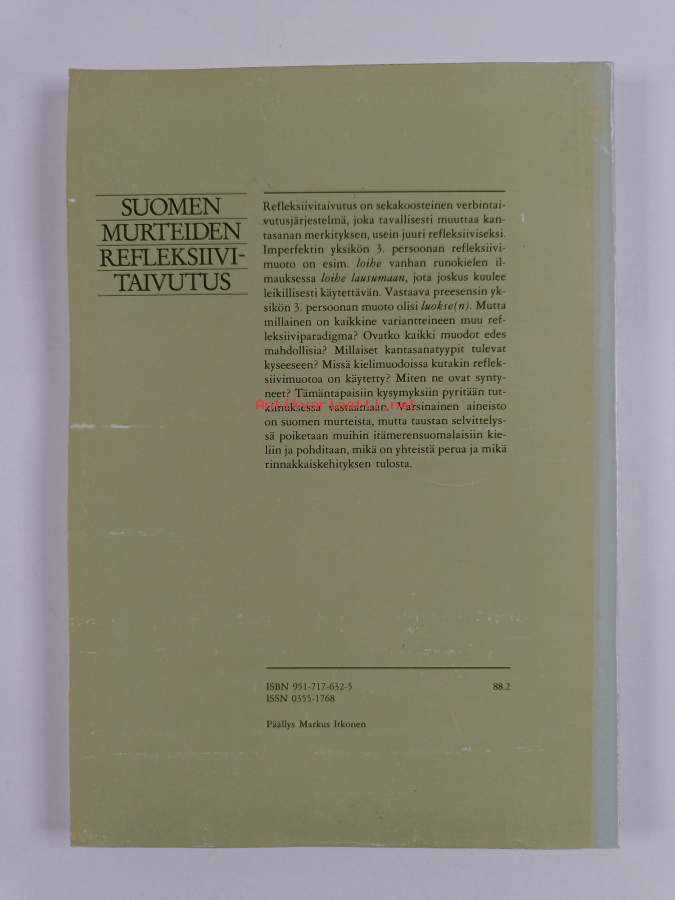 SUOMEN
MURTEIDEN
REFLEKSIIVI-
TAIVUTUS
Refleksiivitaivutus on sekakoosteinen verbintai-
vutusjärjestelmä, joka tavallisesti muuttaa kan-
tasanan merkityksen, usein juuri refleksiiviseksi.
Imperfektin yksikön 3. persoonan refleksiivi-
muoto on esim. loihe vanhan runokielen il-
mauksessa loihe lausumaan, jota joskus kuulee
leikillisesti käytettävän. Vastaava preesensin yk-
sikön 3. persoonan muoto olisi luokse(n). Mutta
millainen on kaikkine variantteineen muu ref-
leksiiviparadigma? Ovatko kaikki muodot edes
mahdollisia? Millaiset kantasanatyypit tulevat
kyseeseen? Missä kielimuodoissa kutakin reflek-
siivimuotoa on käytetty? Miten ne ovat synty-
neet? Tämäntapaisiin kysymyksiin pyritään tut-
Antikvariaatti.net
kimuksessa vastaamaan. Varsinainen aineisto
on suomen murteista, mutta taustan selvittelys-
sä poiketaan muihin itämerensuomalaisiin kie-
liin ja pohditaan, mikä on yhteistä perua ja mikä
rinnakkaiskehityksen tulosta.
ISBN 951-717-632-5 88.2
ISSN 0355-1768
Päällys Markus Itkonen